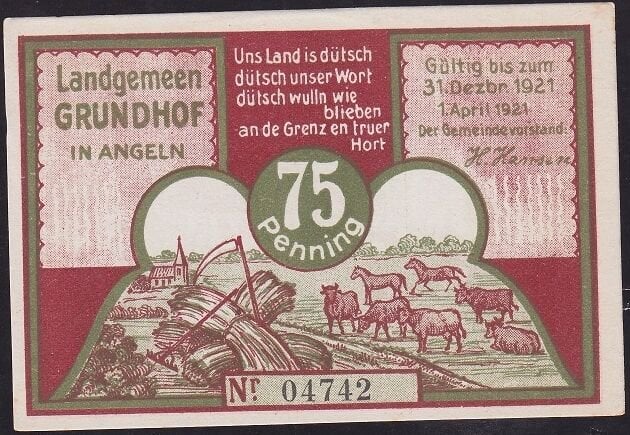 Landgemeen
GRUNDHOF
IN ANGELN
Uns Land is dütsch
dütsch unser Wort
dütsch wulln wie
blieben
an de Grenz en truer
Hort
Gültig bis zum
31. Dezbr 1921
1. April 1921
Der Gemeindevorstand:
H. Hansen
75
Penning
Nr. 04742